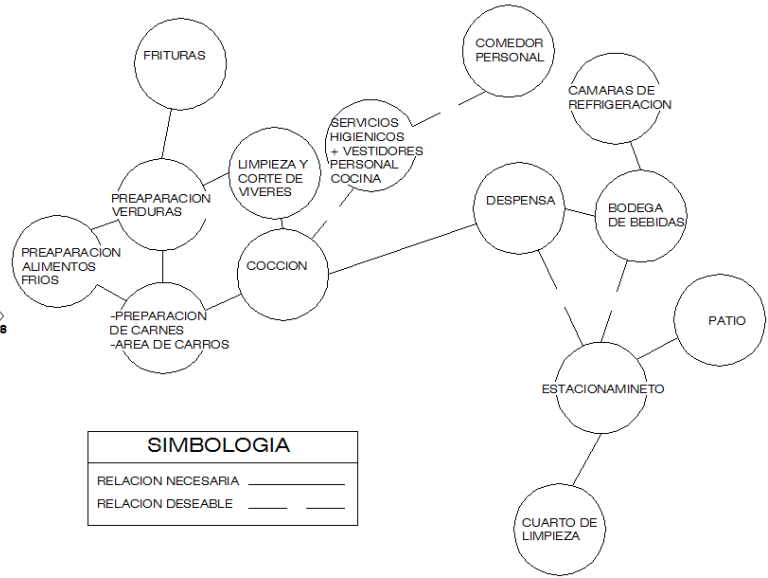 FRITURAS
COMEDOR
PERSONAL
CAMARAS DE
REFRIGERACION
SERVICIOS
HIGIENICOS
+ VESTIDORES
PERSONAL
COCINA
LIMPIEZA Y
CORTE DE
VIVERES
PREAPARACION
VERDURAS
DESPENSA
BODEGA
DE BEBIDAS
PREAPARACION
ALIMENTOS
FRIOS
COCCION
-PREPARACION
DE CARNES
-AREA DE CARROS
PATIO
ESTACIONAMINETO
CUARTO DE
LIMPIEZA
SIMBOLOGIA
RELACION NECESARIA
RELACION DESEABLE